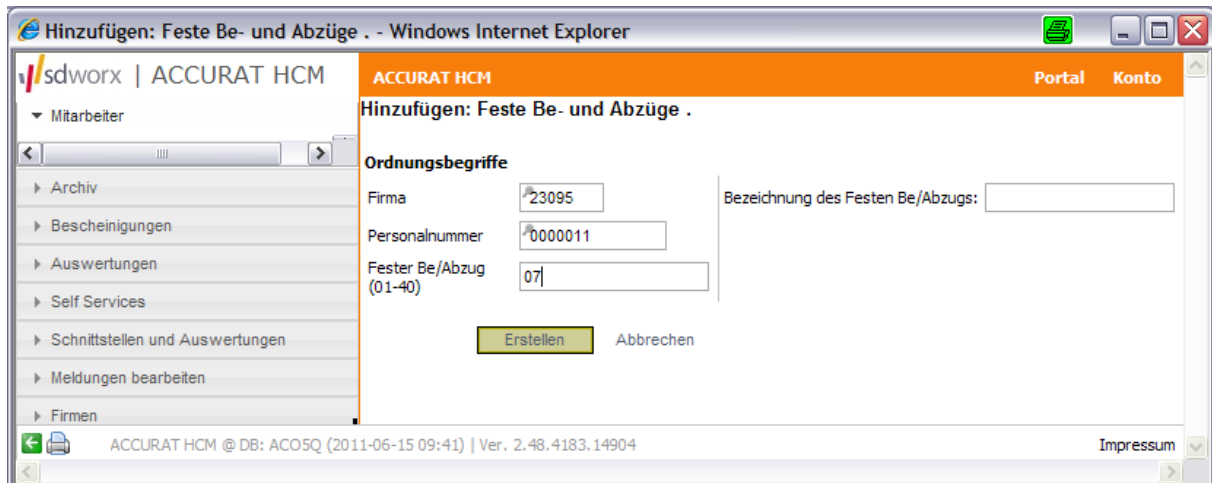 Hinzufügen: Feste Be- und Abzüge . - Windows Internet Explorer
sdworx | ACCURAT HCM
ACCURAT HCM Portal Konto
Mitarbeiter
Hinzufügen: Feste Be- und Abzüge .
Ordnungsbegriffe
Archiv
Firma 23095 Bezeichnung des Festen Be/Abzugs:
Bescheinigungen
Personalnummer 0000011
Auswertungen
Fester Be/Abzug
(01-40) 07
Self Services
Schnittstellen und Auswertungen
Erstellen Abbrechen
Meldungen bearbeiten
Firmen
ACCURAT HCM @ DB: ACO5Q (2011-06-15 09:41) | Ver. 2.48.4183.14904 Impressum